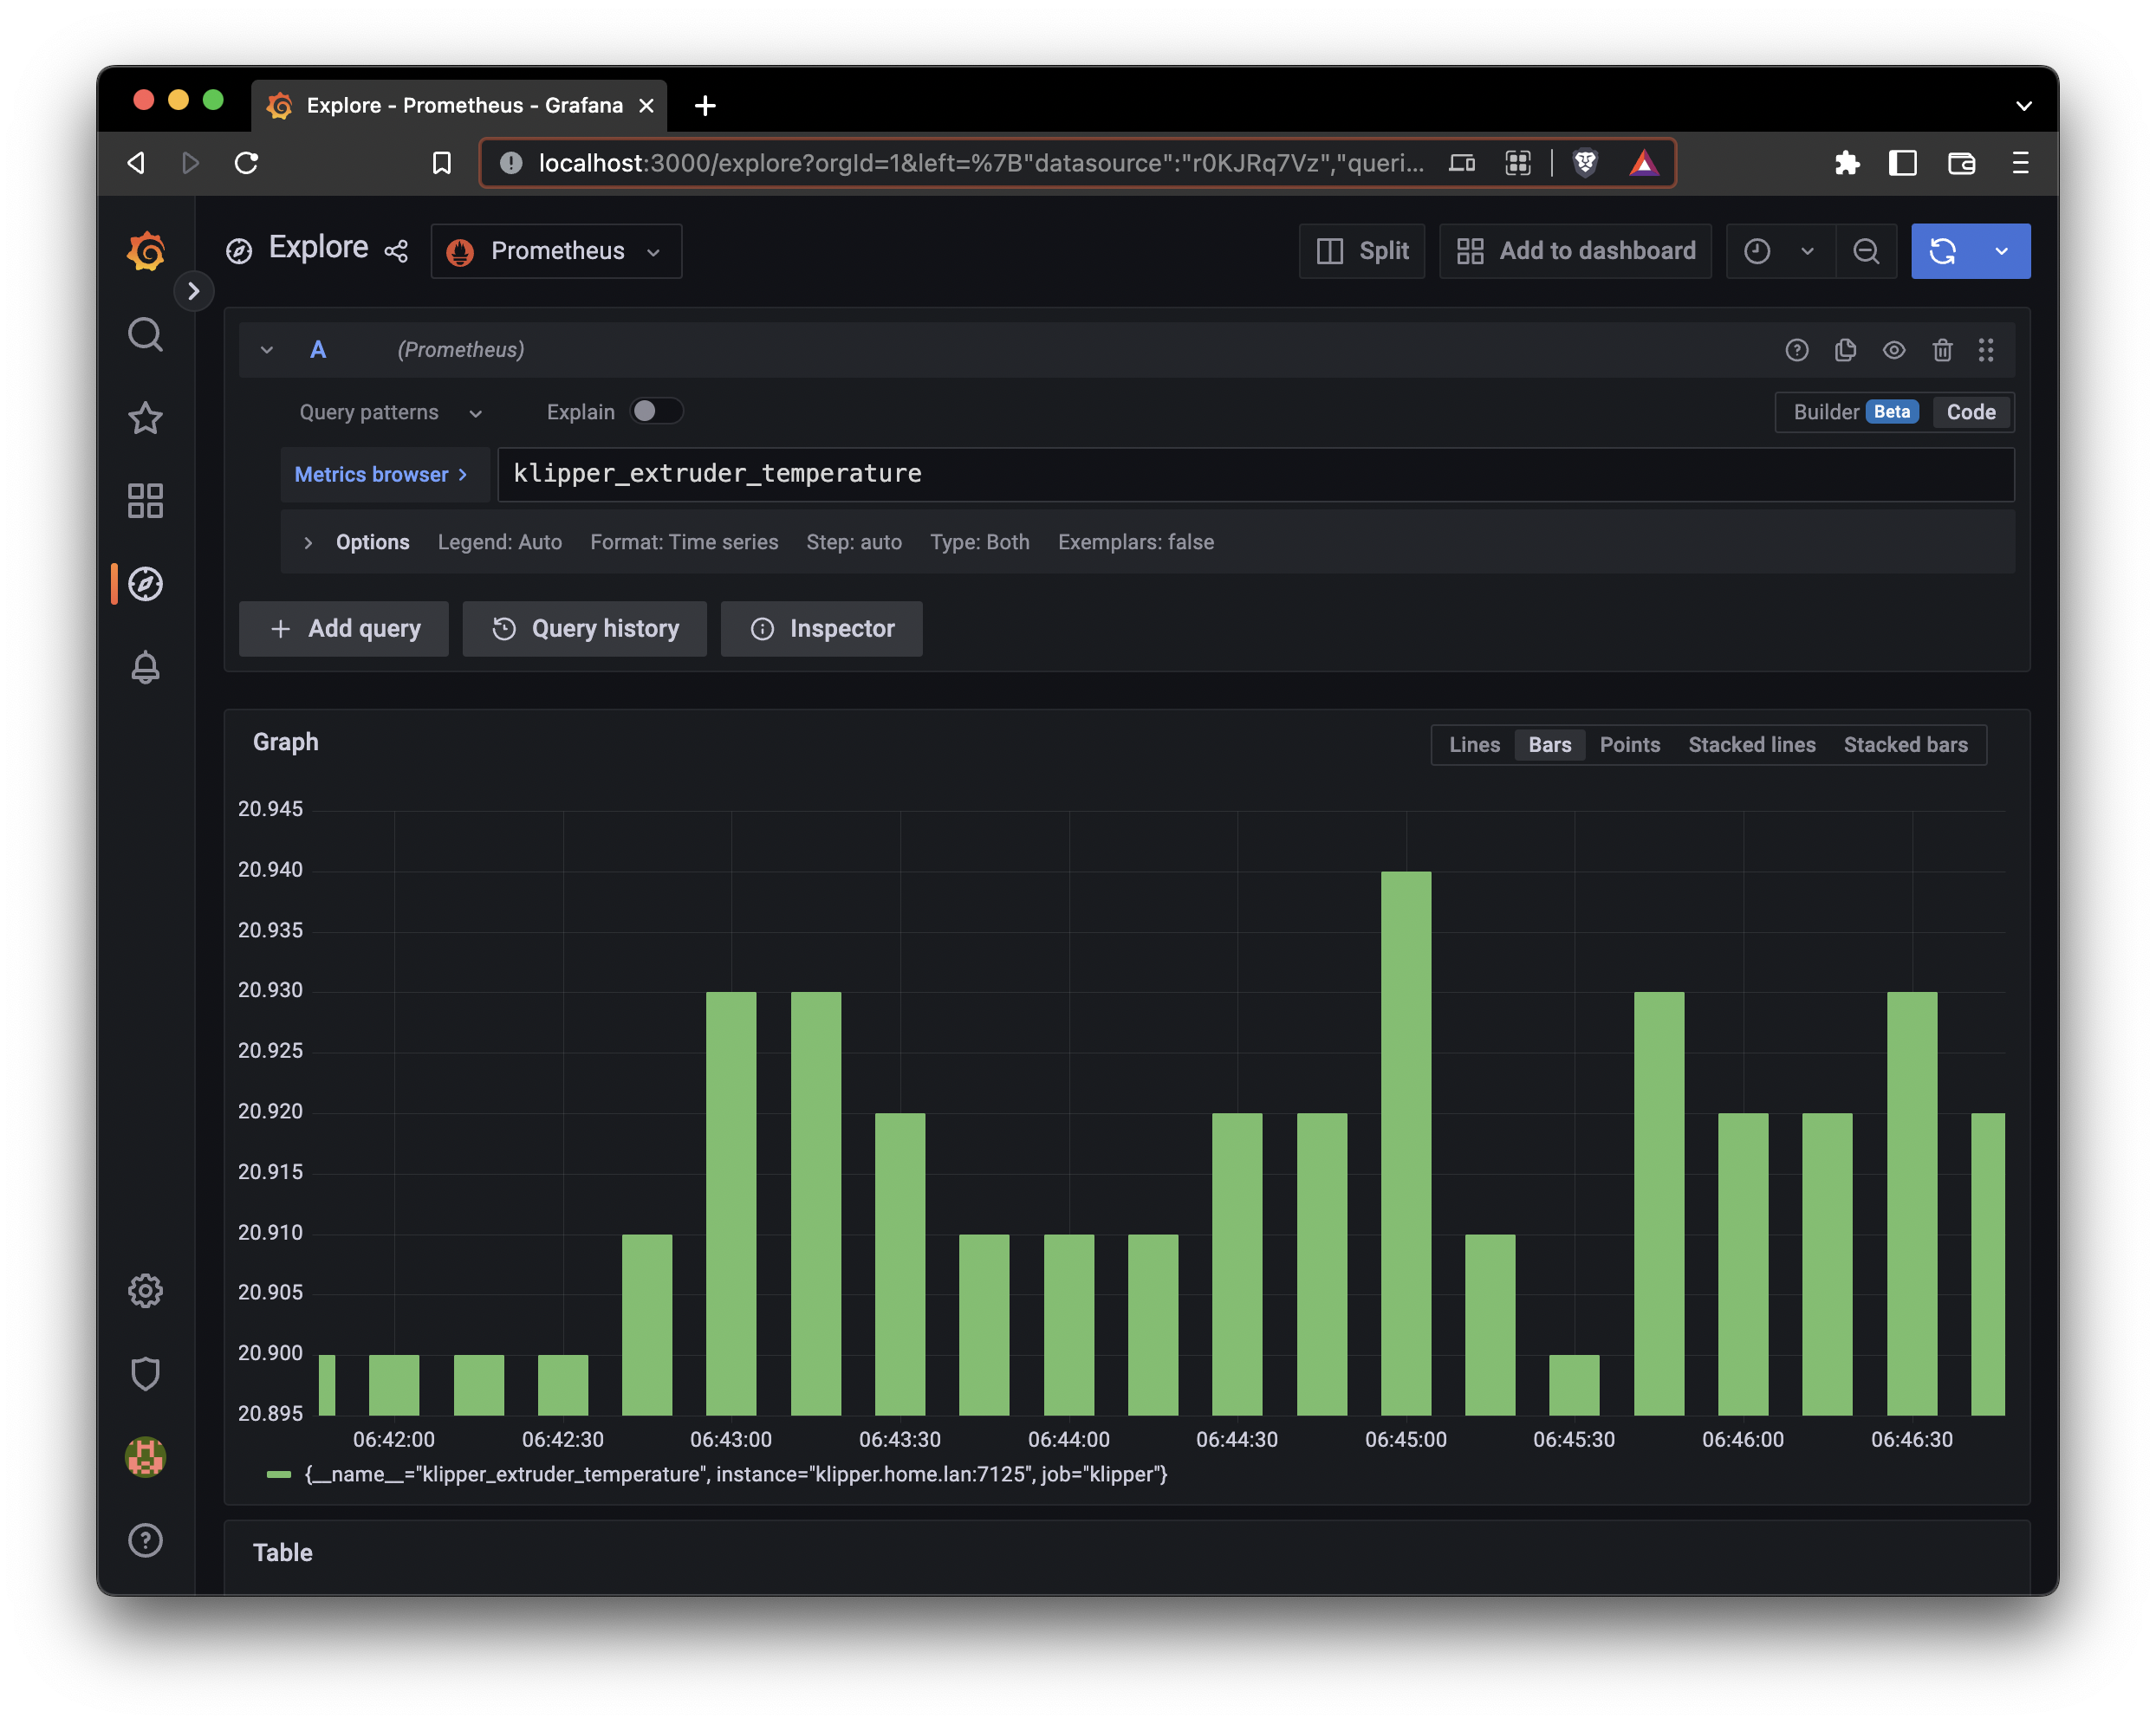 Explore - Prometheus - Grafana
localhost:3000/explore?orgId=1&left=%7B"datasource":"r0KJRq7Vz","queri...
Explore Prometheus Split Add to dashboard
A (Prometheus)
Query patterns Explain Builder Beta Code
Metrics browser > klipper_extruder_temperature
Options Legend: Auto Format: Time series Step: auto Type: Both Exemplars: false
+ Add query Query history Inspector
Graph Lines Bars Points Stacked lines Stacked bars
20.945
20.940
20.935
20.930
20.925
20.920
20.915
20.910
20.905
20.900
20.895
06:42:00 06:42:30 06:43:00 06:43:30 06:44:00 06:44:30 06:45:00 06:45:30 06:46:00 06:46:30
{__name__="klipper_extruder_temperature", instance="klipper.home.lan:7125", job="klipper"}
Table